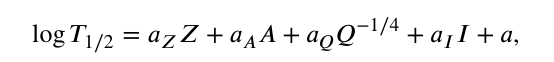 log T_{1/2} = a_Z Z + a_A A + a_Q Q^{-1/4} + a_I I + a,